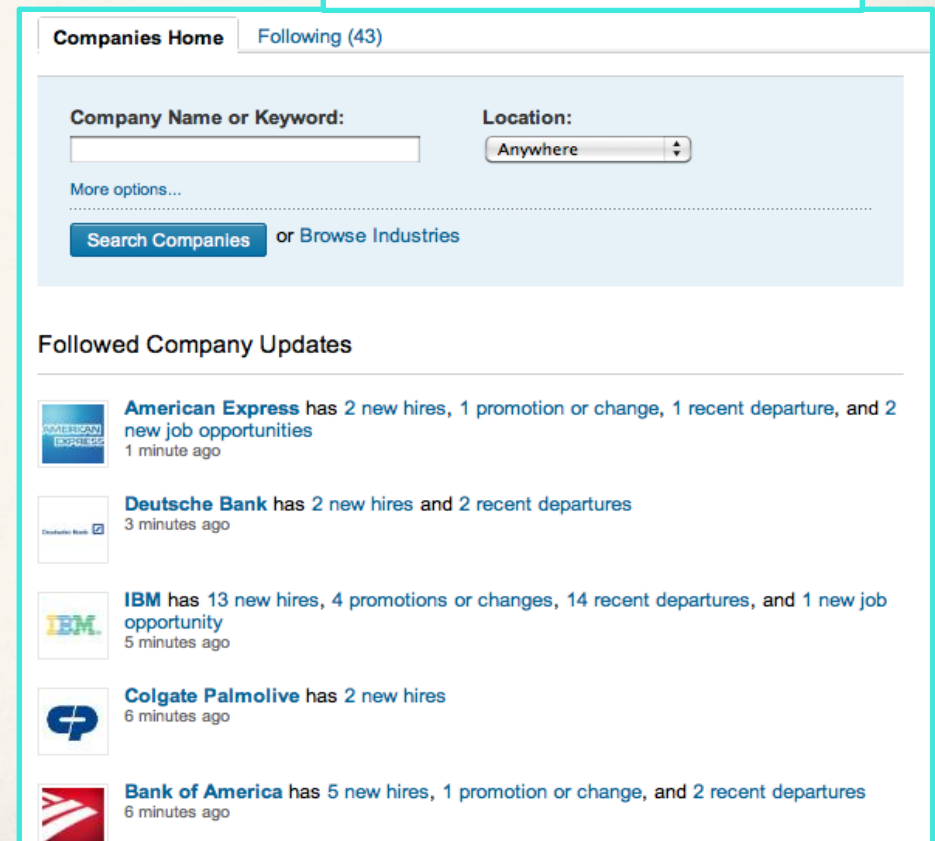 Companies Home Following (43)
Company Name or Keyword: Location:
Anywhere
More options...
Search Companies or Browse Industries
Followed Company Updates
American Express has 2 new hires, 1 promotion or change, 1 recent departure, and 2
new job opportunities
1 minute ago
AMERICAN
EXPRESS
Deutsche Bank has 2 new hires and 2 recent departures
3 minutes ago
Deutsche Bank
IBM has 13 new hires, 4 promotions or changes, 14 recent departures, and 1 new job
opportunity
5 minutes ago
IBM.
Colgate Palmolive has 2 new hires
6 minutes ago
CP
Bank of America has 5 new hires, 1 promotion or change, and 2 recent departures
6 minutes ago